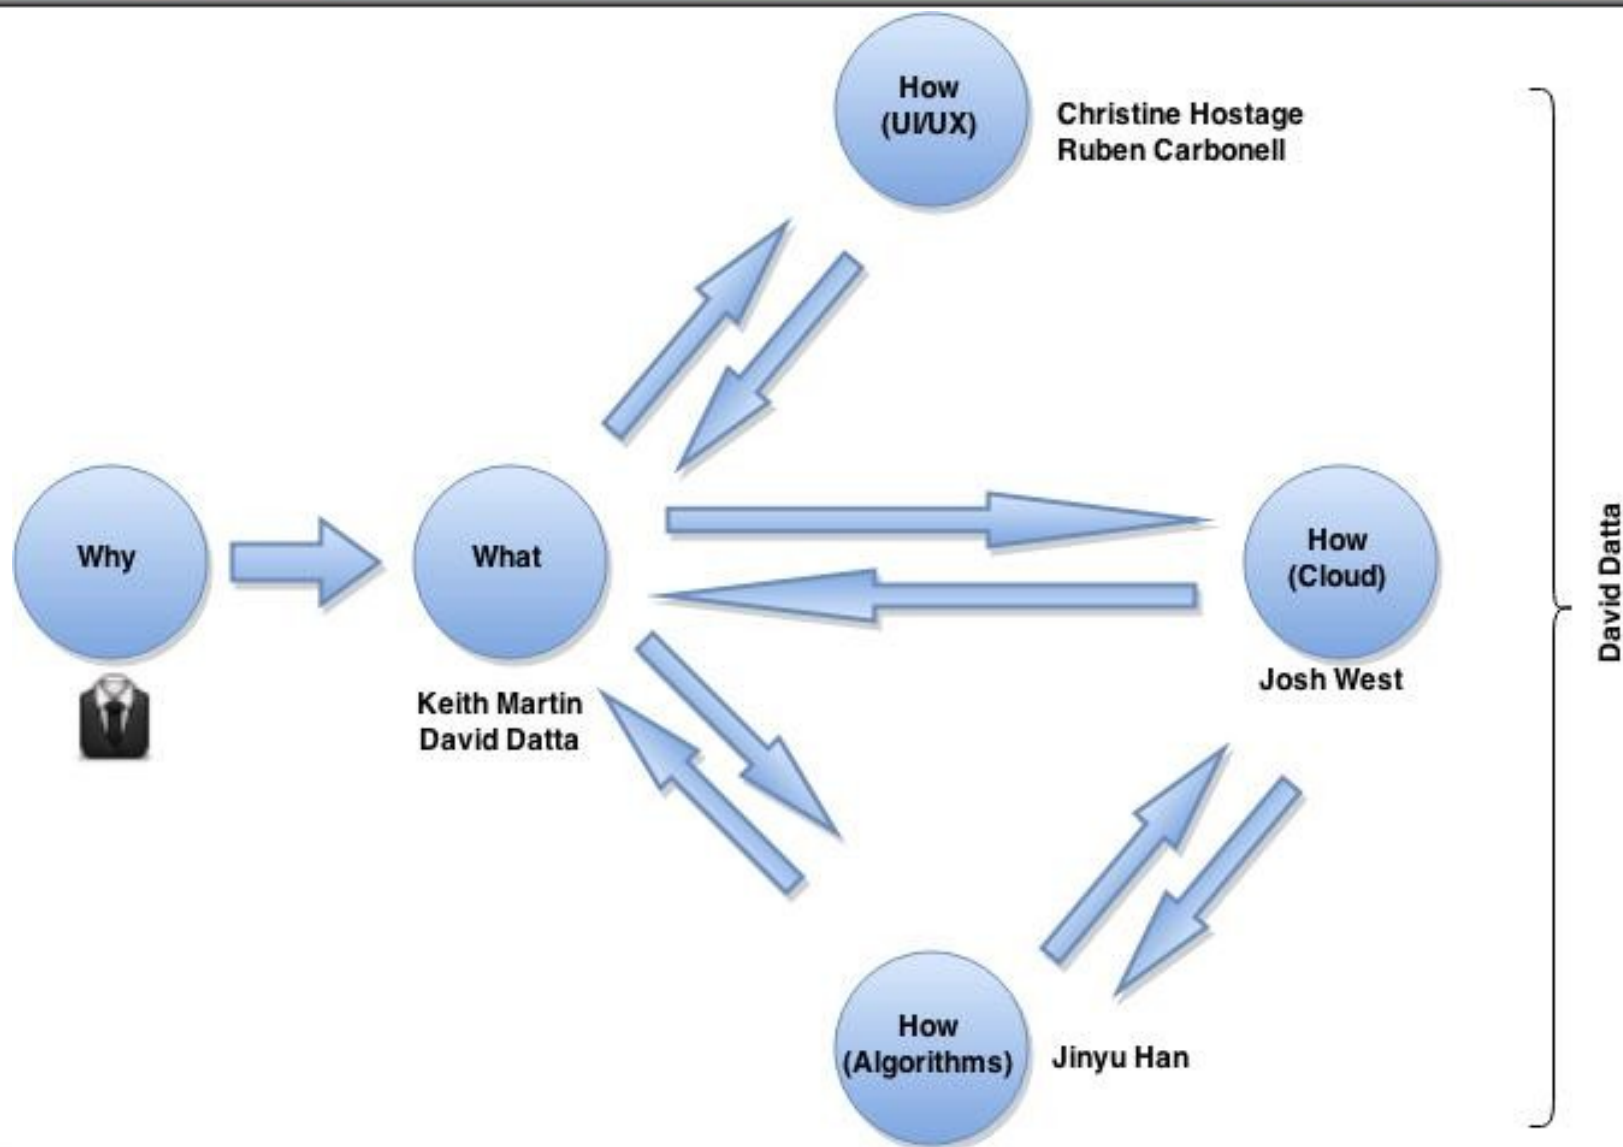 How
(UI/UX)
Christine Hostage
Ruben Carbonell
Why
What
Keith Martin
David Datta
How
(Cloud)
Josh West
How
(Algorithms)
Jinyu Han
David Datta